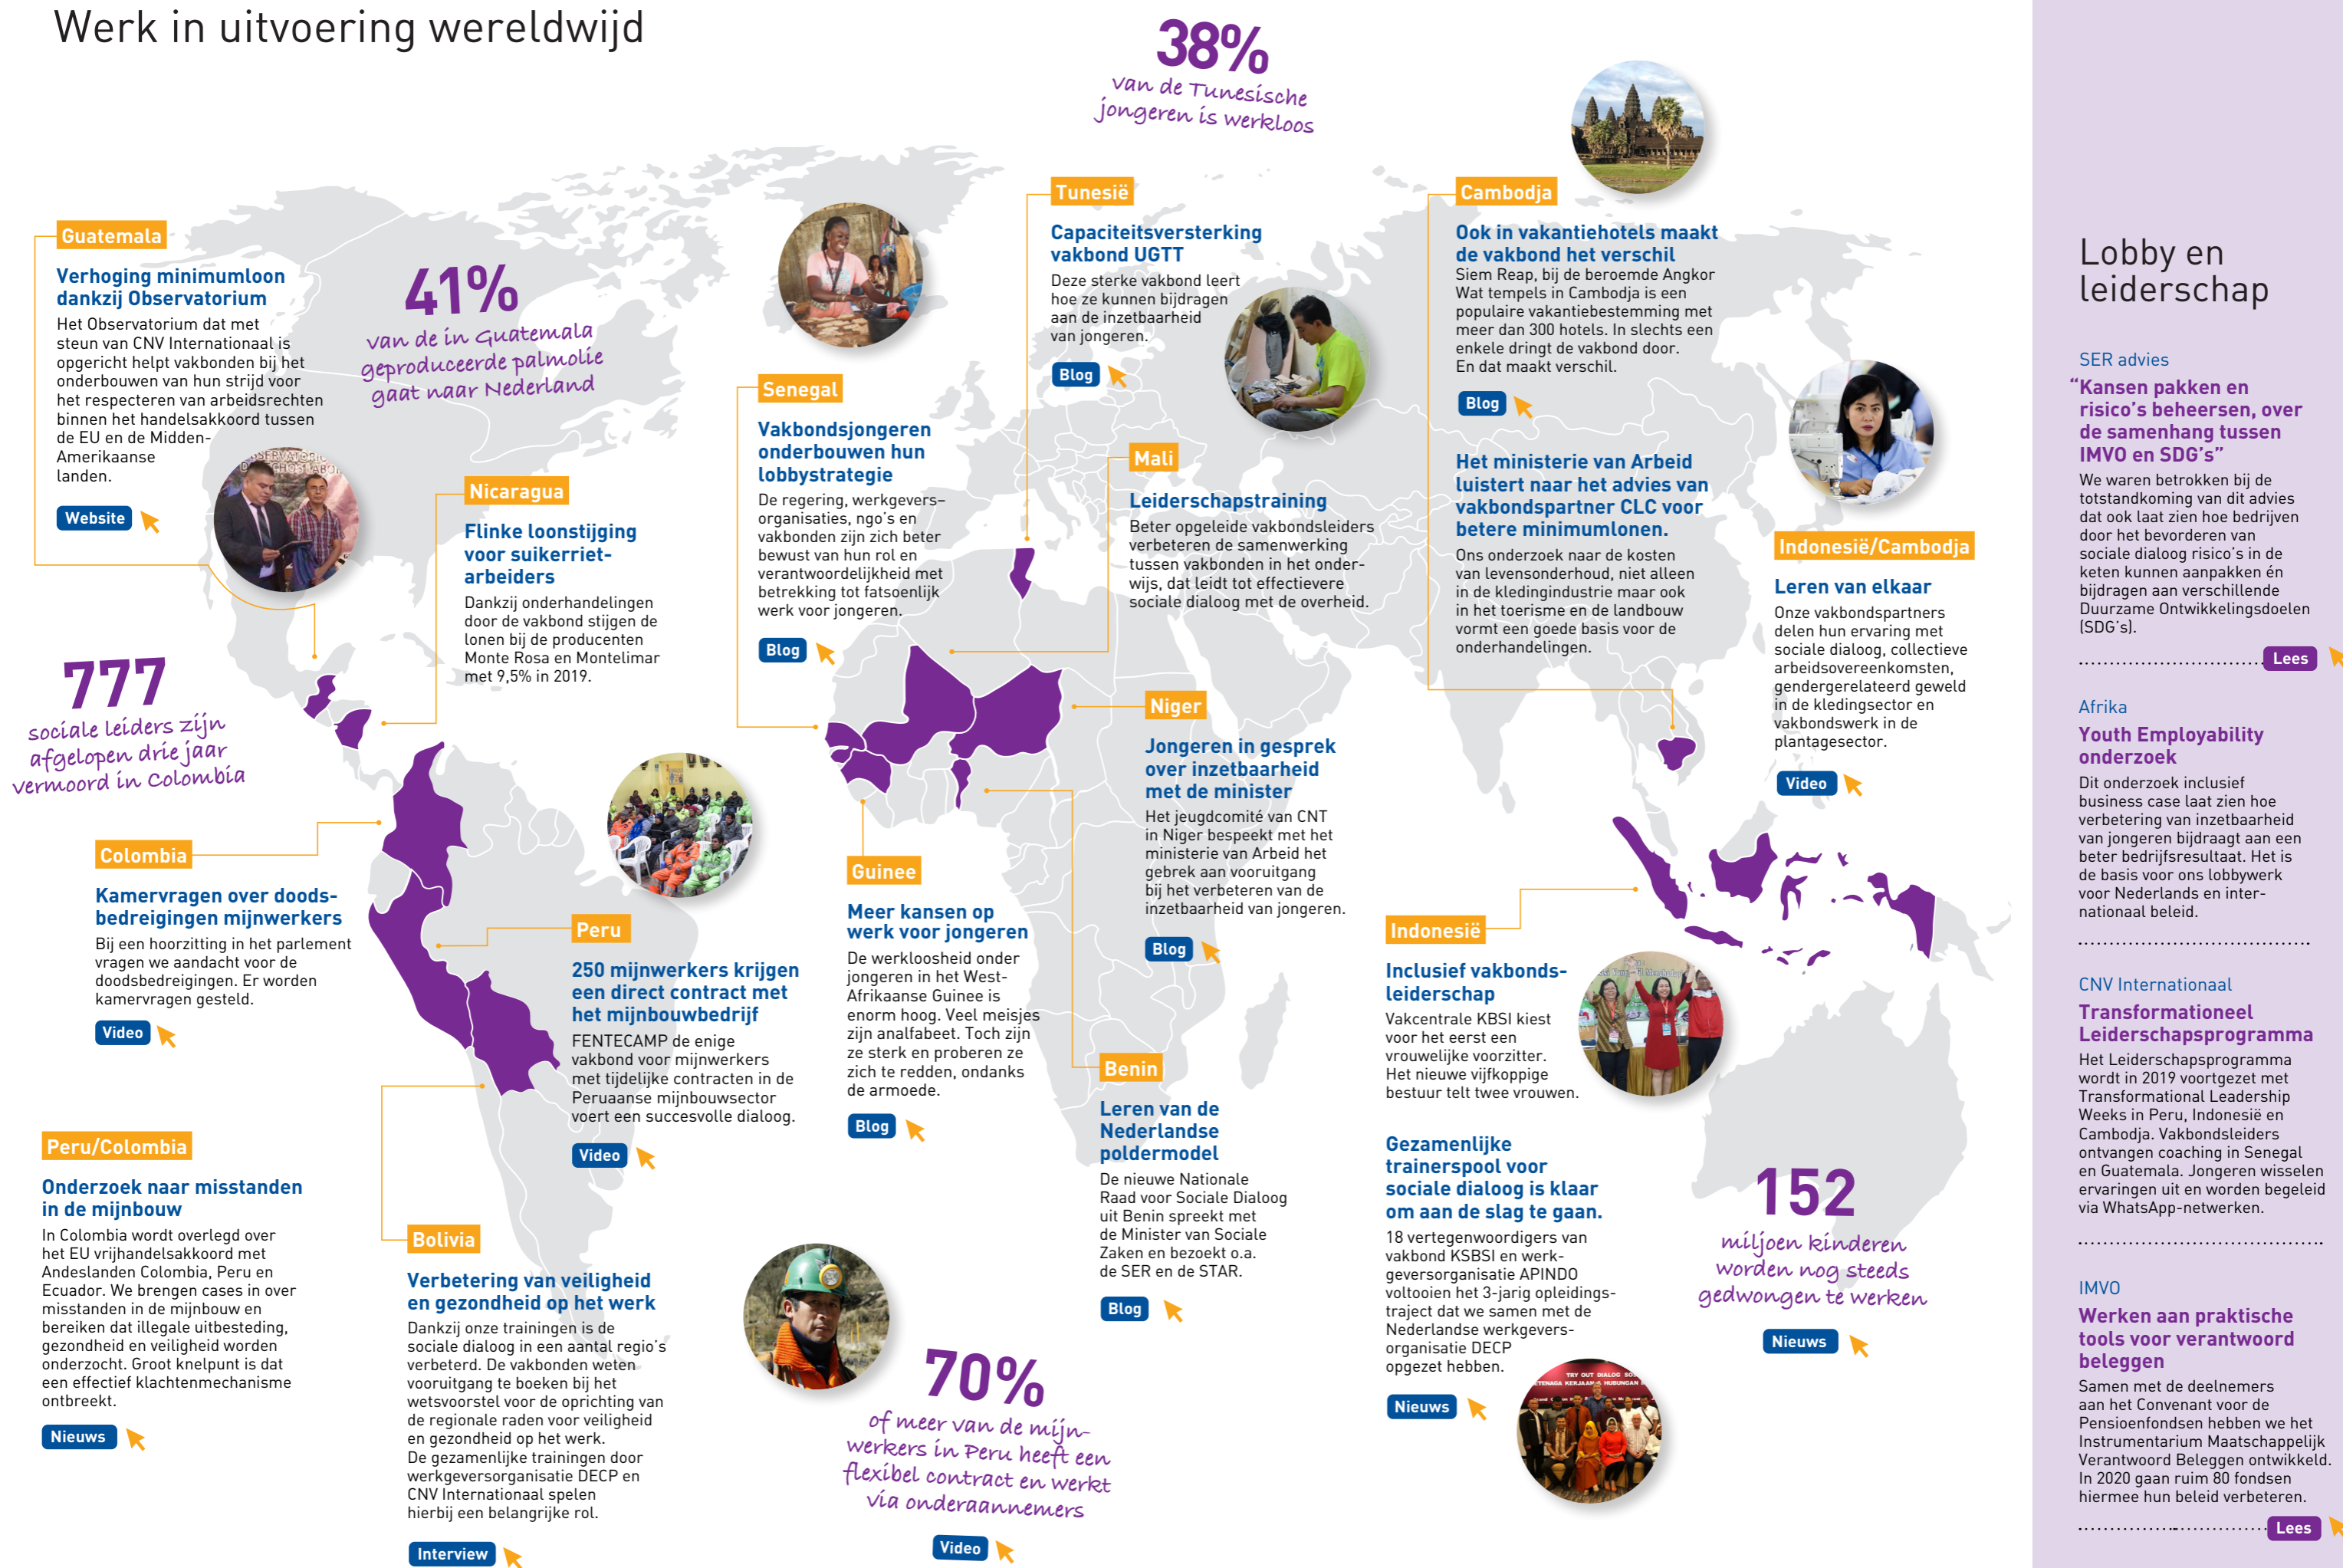 Werk in uitvoering wereldwijd
38%
van de Tunesische
jongeren is werkloos
Guatemala
Verhoging minimumloon
dankzij Observatorium
Het Observatorium dat met
steun van CNV Internationaal is
opgericht helpt vakbonden bij het
onderbouwen van hun strijd voor
het respecteren van arbeidsrechten
binnen het handelsakkoord tussen
de EU en de Midden-
Amerikaanse
landen.
Website
41%
van de in Guatemala
geproduceerde palmolie
gaat naar Nederland
Nicaragua
Flinke loonstijging
voor suikerriet-
arbeiders
Dankzij onderhandelingen
door de vakbond stijgen de
lonen bij de producenten
Monte Rosa en Montelimar
met 9,5% in 2019.
777
sociale leiders zijn
afgelopen drie jaar
vermoord in Colombia
Colombia
Kamervragen over doods-
bedreigingen mijnwerkers
Bij een hoorzitting in het parlement
vragen we aandacht voor de
doodsbedreigingen. Er worden
kamervragen gesteld.
Video
Peru
250 mijnwerkers krijgen
een direct contract met
het mijnbouwbedrijf
FENTECAMP de enige
vakbond voor mijnwerkers
met tijdelijke contracten in de
Peruaanse mijnbouwsector
voert een succesvolle dialoog.
Video
Peru/Colombia
Onderzoek naar misstanden
in de mijnbouw
In Colombia wordt overlegd over
het EU vrijhandelsakkoord met
Andeslanden Colombia, Peru en
Ecuador. We brengen cases in over
misstanden in de mijnbouw en
bereiken dat illegale uitbesteding,
gezondheid en veiligheid worden
onderzocht. Groot knelpunt is dat
een effectief klachtenmechanisme
ontbreekt.
Nieuws
Bolivia
Verbetering van veiligheid
en gezondheid op het werk
Dankzij onze trainingen is de
sociale dialoog in een aantal regio's
verbeterd. De vakbonden weten
vooruitgang te boeken bij het
wetsvoorstel voor de oprichting van
de regionale raden voor veiligheid
en gezondheid op het werk.
De gezamenlijke trainingen door
werkgeversorganisatie DECP en
CNV Internationaal spelen
hierbij een belangrijke rol.
Interview
Senegal
Vakbondsjongeren
onderbouwen hun
lobbystrategie
De regering, werkgevers–
organisaties, ngo's en
vakbonden zijn zich beter
bewust van hun rol en
verantwoordelijkheid met
betrekking tot fatsoenlijk
werk voor jongeren.
Blog
Tunesië
Capaciteitsversterking
vakbond UGTT
Deze sterke vakbond leert
hoe ze kunnen bijdragen
aan de inzetbaarheid
van jongeren.
Blog
Mali
Leiderschapstraining
Beter opgeleide vakbondsleiders
verbeteren de samenwerking
tussen vakbonden in het onder-
wijs, dat leidt tot effectievere
sociale dialoog met de overheid.
Niger
Jongeren in gesprek
over inzetbaarheid
met de minister
Het jeugdcomité van CNT
in Niger bespeekt met het
ministerie van Arbeid het
gebrek aan vooruitgang
bij het verbeteren van de
inzetbaarheid van jongeren.
Blog
Guinee
Meer kansen op
werk voor jongeren
De werkloosheid onder
jongeren in het West-
Afrikaanse Guinee is
enorm hoog. Veel meisjes
zijn analfabeet. Toch zijn
ze sterk en proberen ze
zich te redden, ondanks
de armoede.
Blog
Benin
Leren van de
Nederlandse
poldermodel
De nieuwe Nationale
Raad voor Sociale Dialoog
uit Benin spreekt met
de Minister van Sociale
Zaken en bezoekt o.a.
de SER en de STAR.
Blog
70%
of meer van de mijn-
werkers in Peru heeft een
flexibel contract en werkt
via onderaannemers
Video
Cambodja
Ook in vakantiehotels maakt
de vakbond het verschil
Siem Reap, bij de beroemde Angkor
Wat tempels in Cambodja is een
populaire vakantiebestemming met
meer dan 300 hotels. In slechts een
enkele dringt de vakbond door.
En dat maakt verschil.
Blog
Het ministerie van Arbeid
luistert naar het advies van
vakbondspartner CLC voor
betere minimumlonen.
Ons onderzoek naar de kosten
van levensonderhoud, niet alleen
in de kledingindustrie maar ook
in het toerisme en de landbouw
vormt een goede basis voor de
onderhandelingen.
Indonesië/Cambodja
Leren van elkaar
Onze vakbondspartners
delen hun ervaring met
sociale dialoog, collectieve
arbeidsovereenkomsten,
gendergerelateerd geweld
in de kledingsector en
vakbondswerk in de
plantagesector.
Video
Indonesië
Inclusief vakbonds-
leiderschap
Vakcentrale KBSI kiest
voor het eerst een
vrouwelijke voorzitter.
Het nieuwe vijfkoppige
bestuur telt twee vrouwen.
Gezamenlijke
trainerspool voor
sociale dialoog is klaar
om aan de slag te gaan.
18 vertegenwoordigers van
vakbond KSBSI en werk-
geversorganisatie APINDO
voltooien het 3-jarig opleidings-
traject dat we samen met de
Nederlandse werkgevers-
organisatie DECP
opgezet hebben.
Nieuws
TRY OUT DIALOG
152
miljoen kinderen
worden nog steeds
gedwongen te werken
Nieuws
Lobby en
leiderschap
SER advies
“Kansen pakken en
risico's beheersen, over
de samenhang tussen
IMVO en SDG's”
We waren betrokken bij de
totstandkoming van dit advies
dat ook laat zien hoe bedrijven
door het bevorderen van
sociale dialoog risico's in de
keten kunnen aanpakken én
bijdragen aan verschillende
Duurzame Ontwikkelingsdoelen
(SDG's).
Lees
Afrika
Youth Employability
onderzoek
Dit onderzoek inclusief
business case laat zien hoe
verbetering van inzetbaarheid
van jongeren bijdraagt aan een
beter bedrijfsresultaat. Het is
de basis voor ons lobbywerk
voor Nederlands en inter-
nationaal beleid.
CNV Internationaal
Transformationeel
Leiderschapsprogramma
Het Leiderschapsprogramma
wordt in 2019 voortgezet met
Transformational Leadership
Weeks in Peru, Indonesië en
Cambodja. Vakbondsleiders
ontvangen coaching in Senegal
en Guatemala. Jongeren wisselen
ervaringen uit en worden begeleid
via WhatsApp-netwerken.
IMVO
Werken aan praktische
tools voor verantwoord
beleggen
Samen met de deelnemers
aan het Convenant voor de
Pensioenfondsen hebben we het
Instrumentarium Maatschappelijk
Verantwoord Beleggen ontwikkeld.
In 2020 gaan ruim 80 fondsen
hiermee hun beleid verbeteren.
Lees